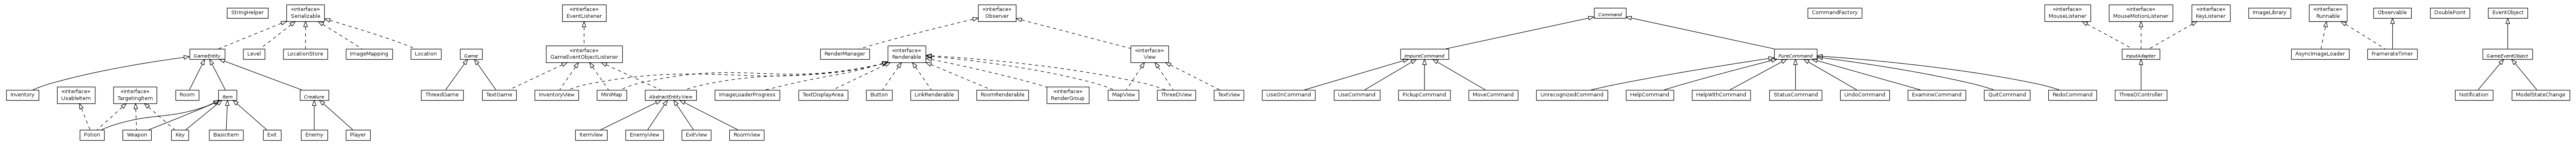 StringHelper
«interface»
Serializable
«interface»
EventListener
«interface»
Observer
Command
CommandFactory
«interface»
MouseListener
«interface»
MouseMotionListener
«interface»
KeyListener
ImageLibrary
«interface»
Runnable
Observable
DoublePoint
EventObject
GameEntity
Level
LocationStore
ImageMapping
Location
Game
«interface»
GameEventObjectListener
RenderManager
«interface»
Renderable
«interface»
View
ImpureCommand
PureCommand
InputAdapter
AsyncImageLoader
FramerateTimer
GameEventObject
Inventory
«interface»
UsableItem
«interface»
TargetingItem
Room
Item
Creature
ThreedGame
TextGame
InventoryView
MiniMap
AbstractEntityView
ImageLoaderProgress
TextDisplayArea
Button
LinkRenderable
RoomRenderable
«interface»
RenderGroup
MapView
ThreeDView
TextView
UseOnCommand
UseCommand
PickupCommand
MoveCommand
UnrecognizedCommand
HelpCommand
HelpWithCommand
StatusCommand
UndoCommand
ExamineCommand
QuitCommand
RedoCommand
ThreeDController
Notification
ModelStateChange
Potion
Weapon
Key
BasicItem
Exit
Enemy
Player
ItemView
EnemyView
ExitView
RoomView